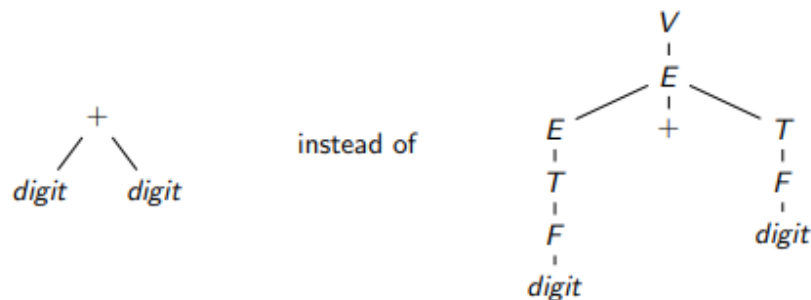 V
E
+
instead of
E + T
digit digit
T F
F digit
digit